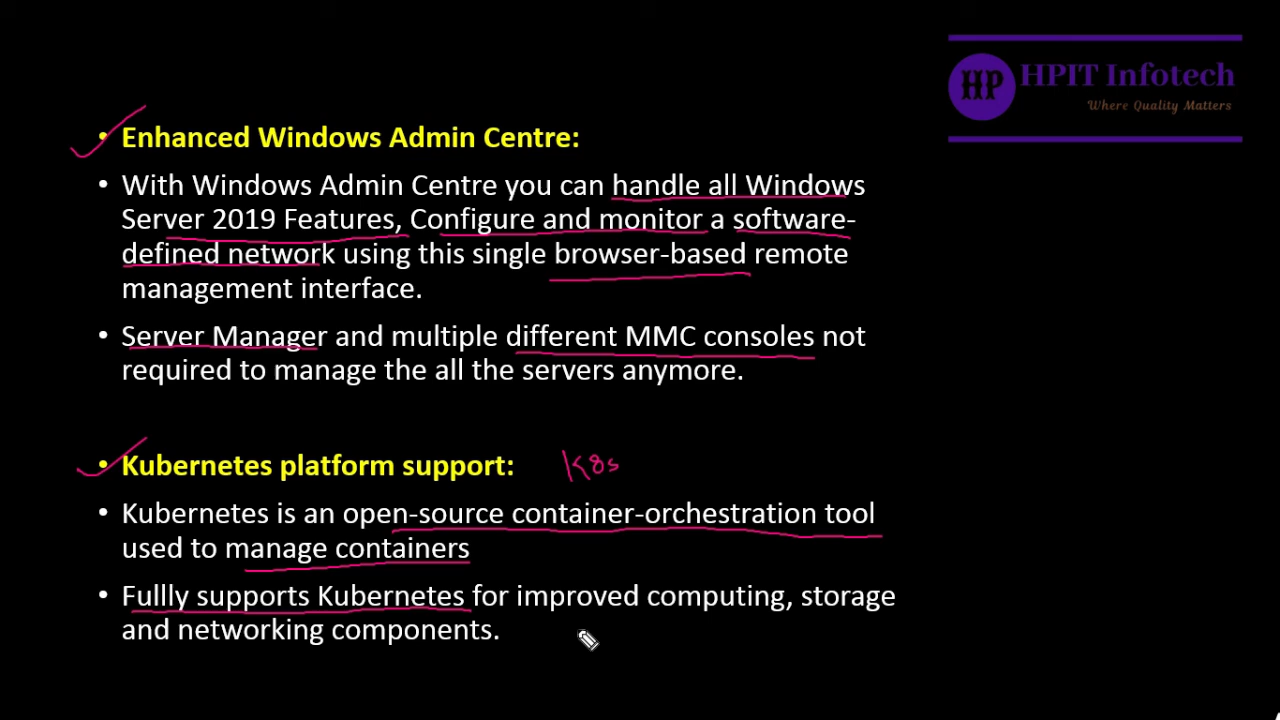 HP HPIT Infotech
Where Quality Matters
• Enhanced Windows Admin Centre:
• With Windows Admin Centre you can handle all Windows
Server 2019 Features, Configure and monitor a software-
defined network using this single browser-based remote
management interface.
• Server Manager and multiple different MMC consoles not
required to manage the all the servers anymore.
• Kubernetes platform support: K8s
• Kubernetes is an open-source container-orchestration tool
used to manage containers
• Fullly supports Kubernetes for improved computing, storage
and networking components.